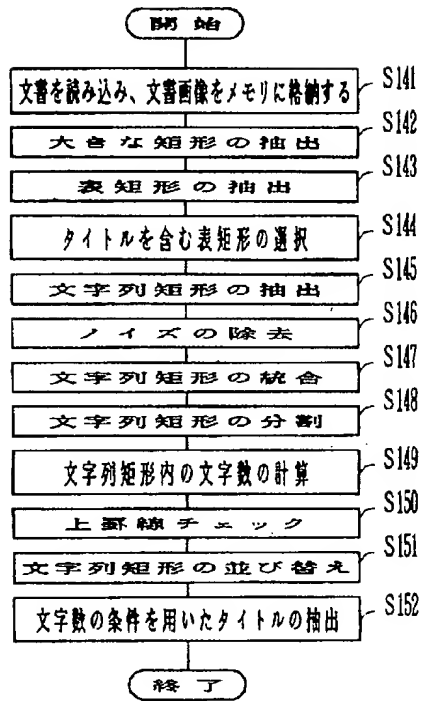 開始
文書を読み込み、文書画像をメモリに格納する S141
大きな矩形の抽出 S142
表矩形の抽出 S143
タイトルを含む表矩形の選択 S144
文字列矩形の抽出 S145
ノイズの除去 S146
文字列矩形の統合 S147
文字列矩形の分割 S148
文字列矩形内の文字数の計算 S149
上罫線チェック S150
文字列矩形の並び替え S151
文字数の条件を用いたタイトルの抽出 S152
終了